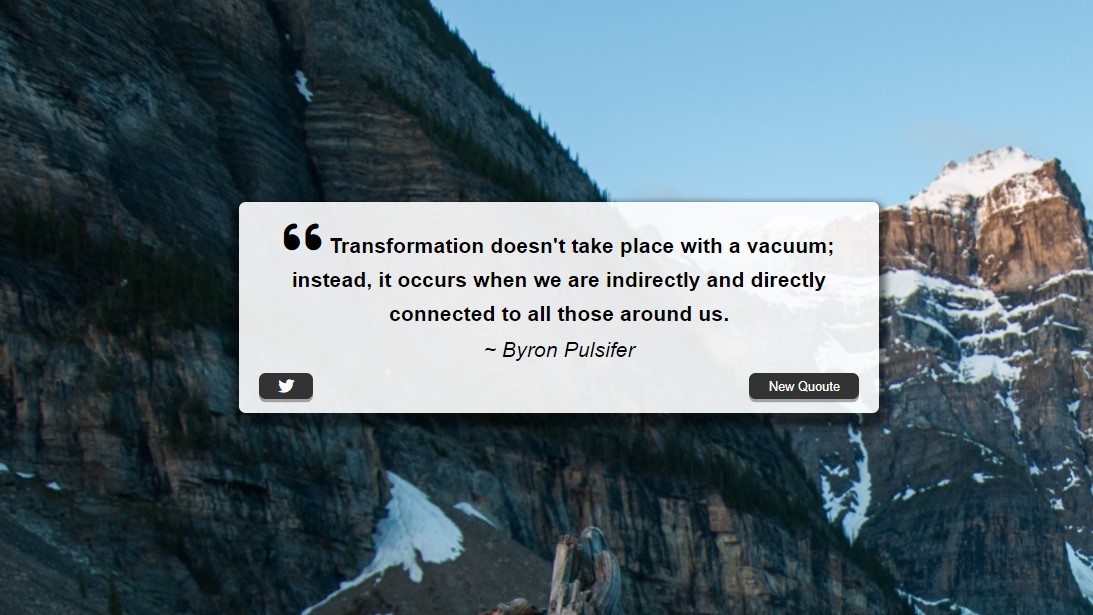 ❝ Transformation doesn't take place with a vacuum;
instead, it occurs when we are indirectly and directly
connected to all those around us.
~ Byron Pulsifer
New Quoute